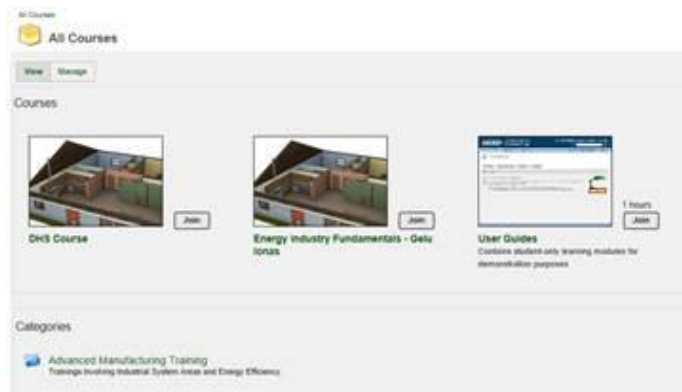 All Courses
All Courses
View Manage
Courses
Join
Join
1 hours
Join
DHS Course
Energy Industry Fundamentals - Gelu
Ionas
User Guides
Contains student-only learning modules for
demonstration purposes
Categories
Advanced Manufacturing Training
Trainings Involving Industrial System Areas and Energy Efficiency